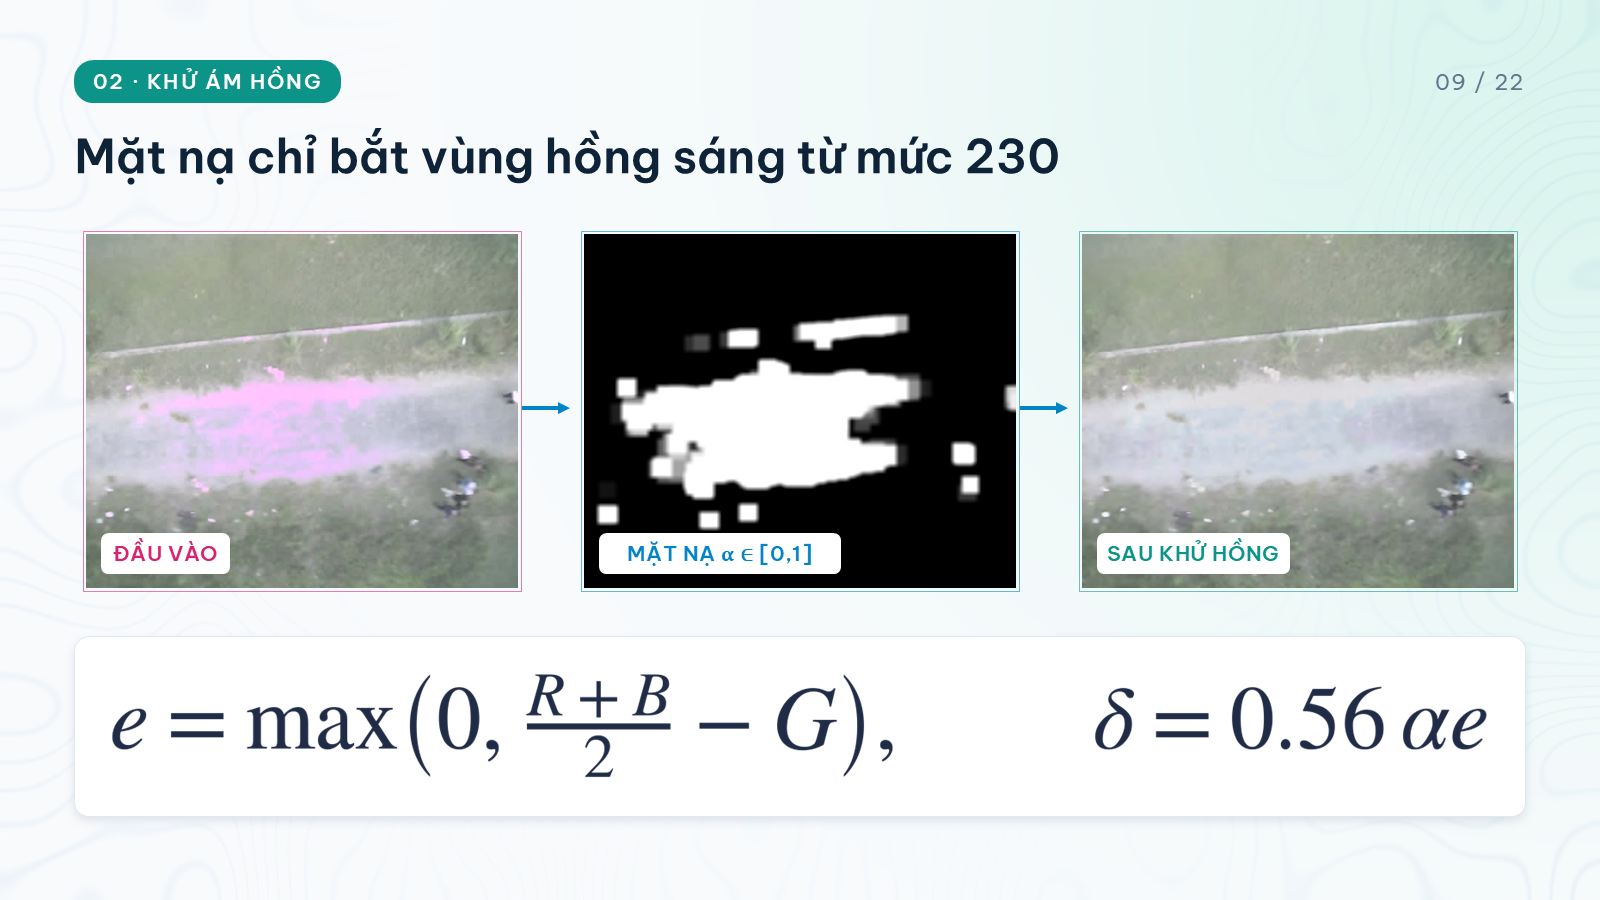 02 · KHỬ ÁM HỒNG
09 / 22
Mặt nạ chỉ bắt vùng hồng sáng từ mức 230
ĐẦU VÀO
MẶT NẠ α ∈ [0,1]
SAU KHỬ HỒNG
e = max(0, (R + B)/2 − G), δ = 0.56 αe